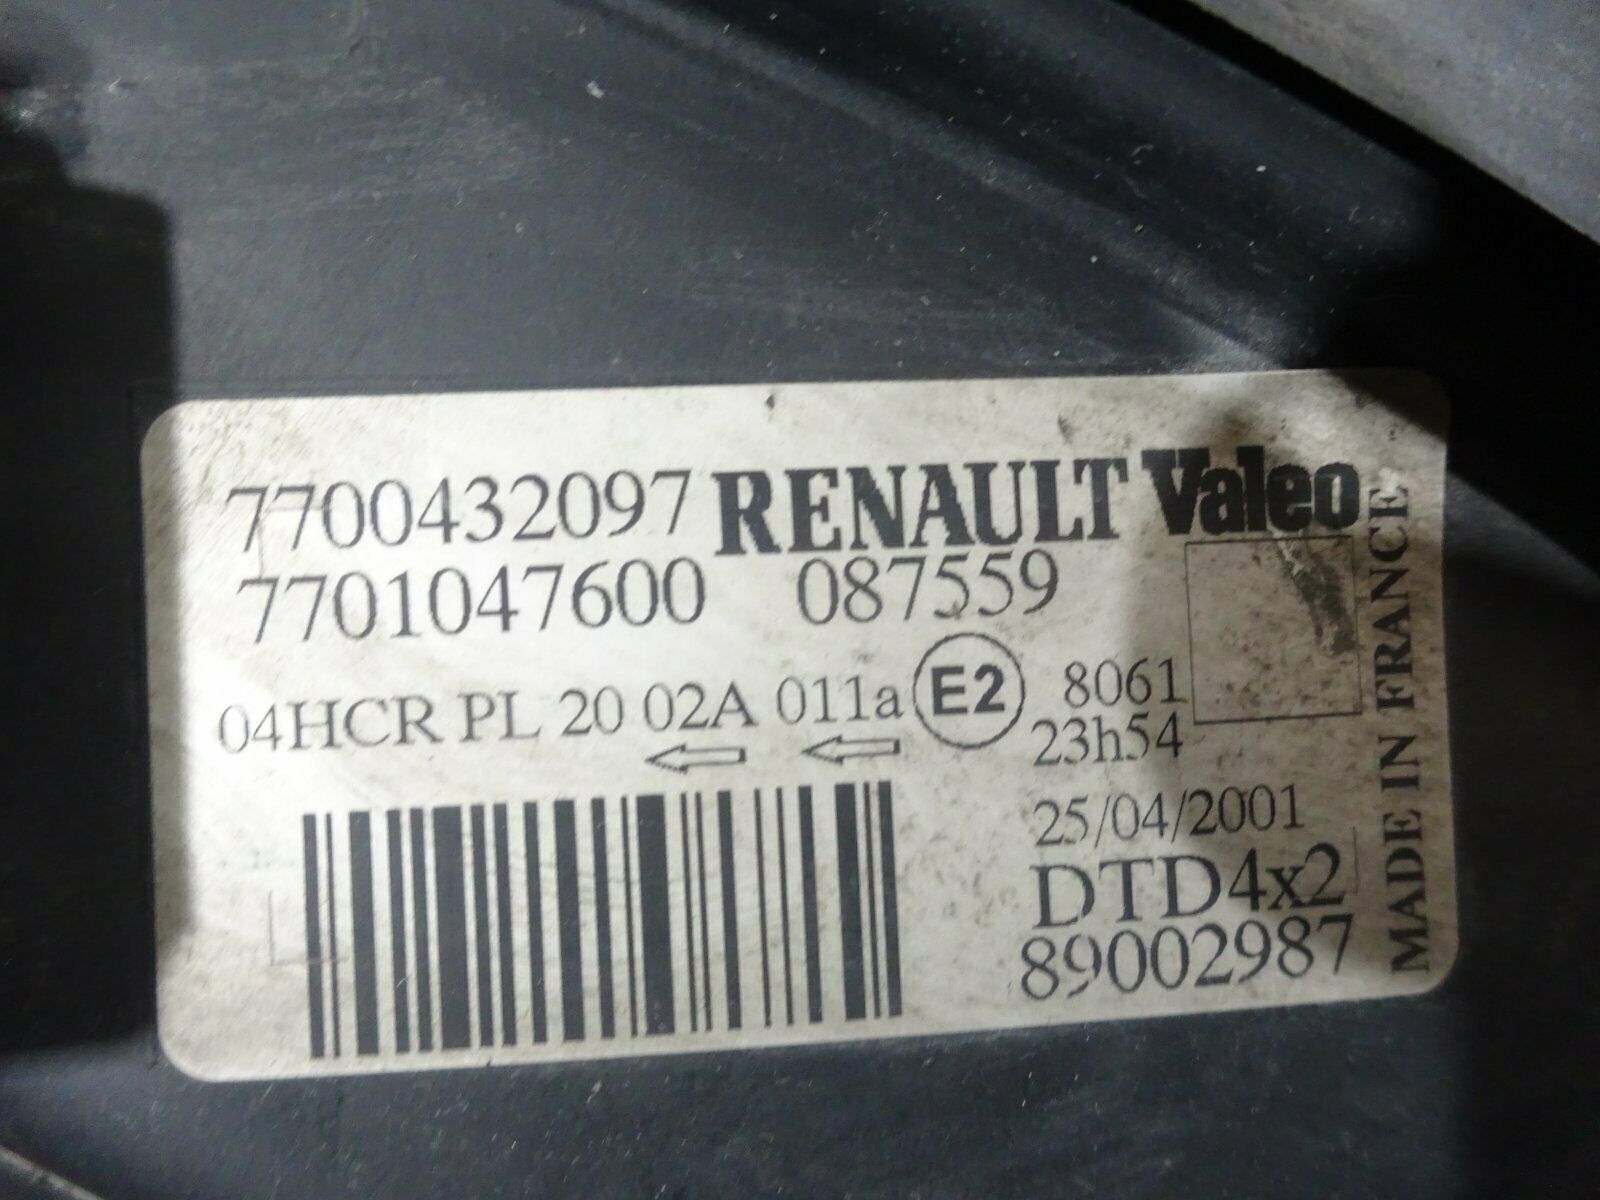 7700432097 RENAULT Valeo
7701047600 087559
04HCR PL 20 02A 011a E2 8061
23h54
25/04/2001
DTD4x2
89002987
MADE IN FRANCE